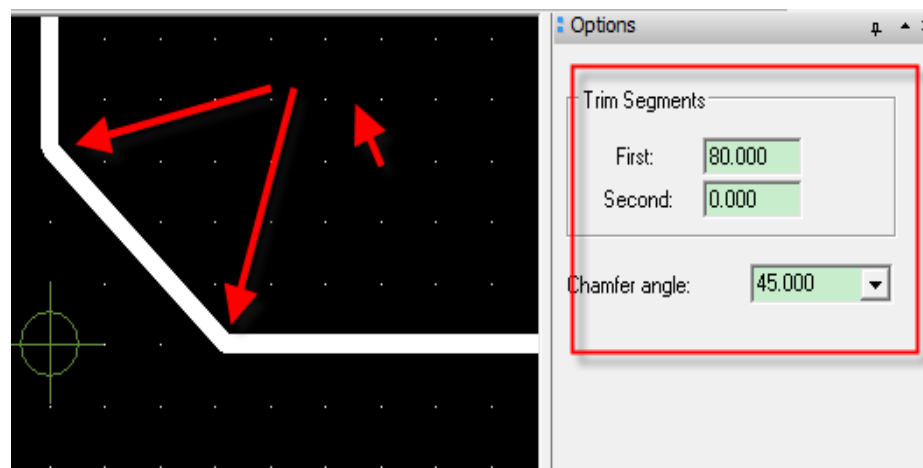 Options
Trim Segments
First: 80.000
Second: 0.000
Chamfer angle: 45.000